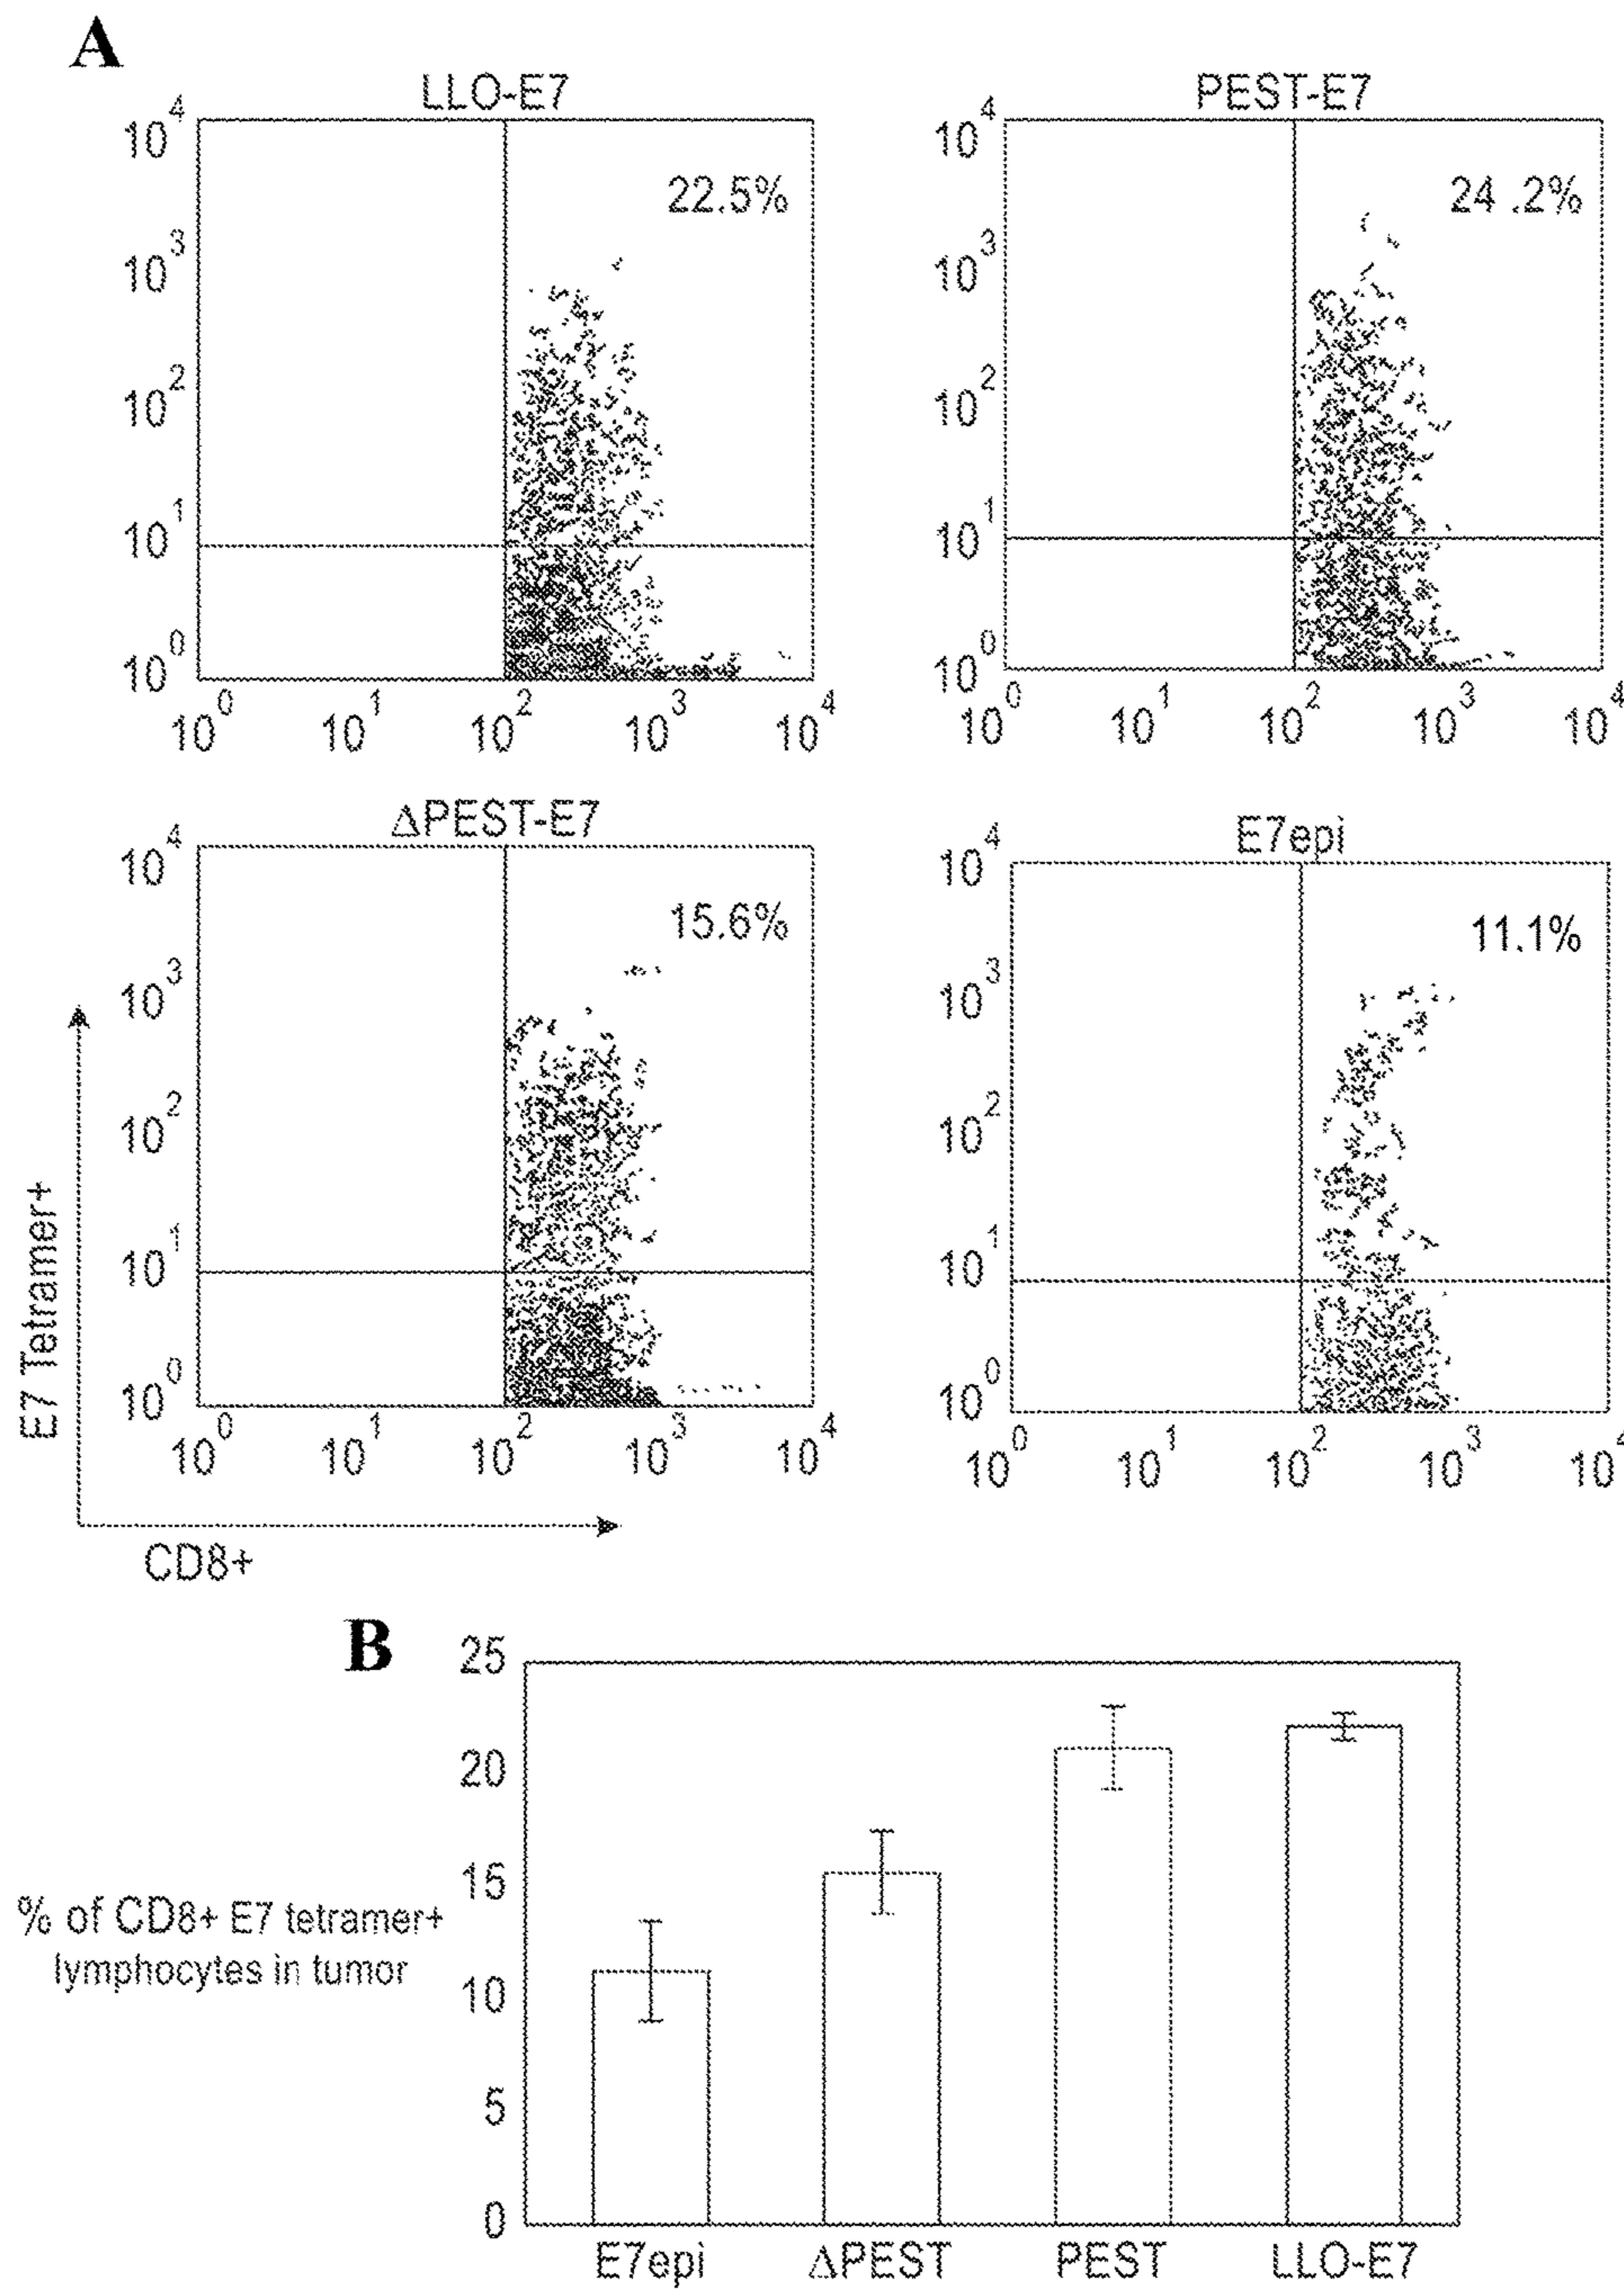 A
LLO-E7
PEST-E7
10^4
10^3
10^2
10^1
10^0
22.5%
10^0 10^1 10^2 10^3 10^4
10^4
10^3
10^2
10^1
10^0
24 .2%
10^0 10^1 10^2 10^3 10^4
ΔPEST-E7
E7epi
10^4
10^3
10^2
10^1
10^0
15.6%
10^0 10^1 10^2 10^3 10^4
10^4
10^3
10^2
10^1
10^0
11.1%
10^0 10^1 10^2 10^3 10^4
E7 Tetramer+
CD8+
B
25
20
15
10
5
0
% of CD8+ E7 tetramer+
lymphocytes in tumor
E7epi ΔPEST PEST LLO-E7